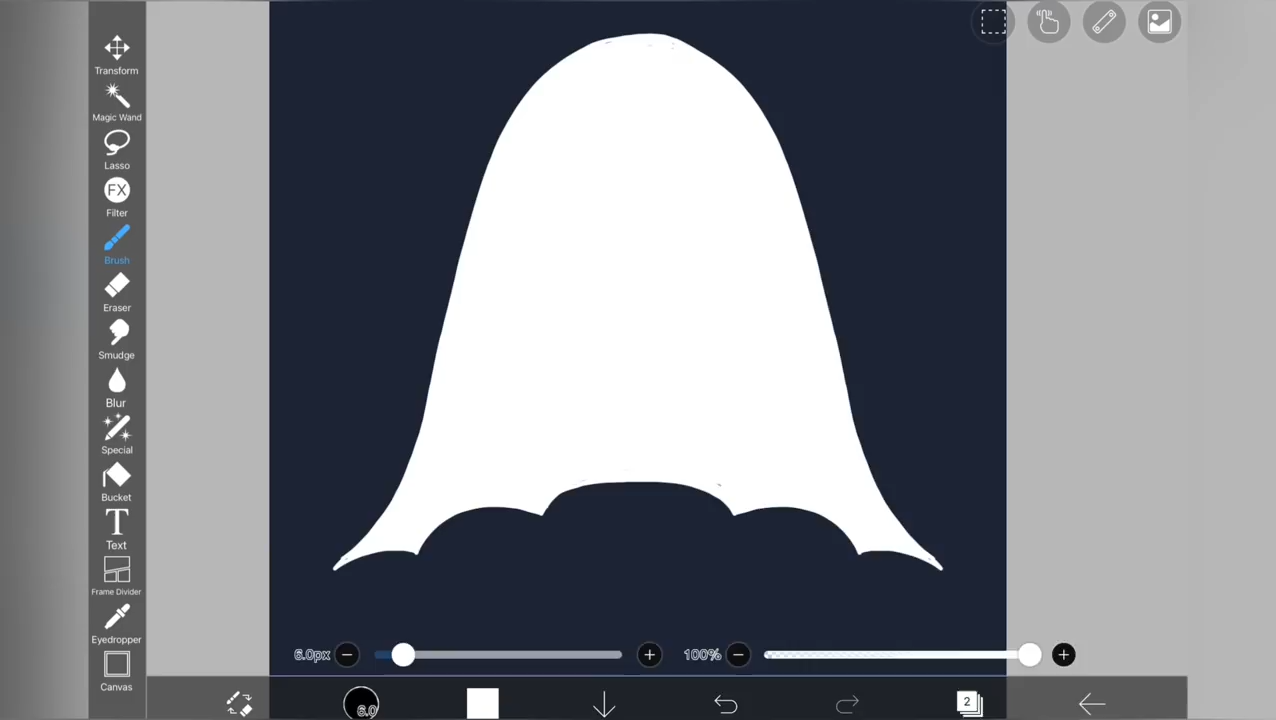 Transform
Magic Wand
Lasso
FX
Filter
Brush
Eraser
Smudge
Blur
Special
Bucket
T
Text
Frame Divider
Eyedropper
Canvas
6.0px
100%
6.0
2